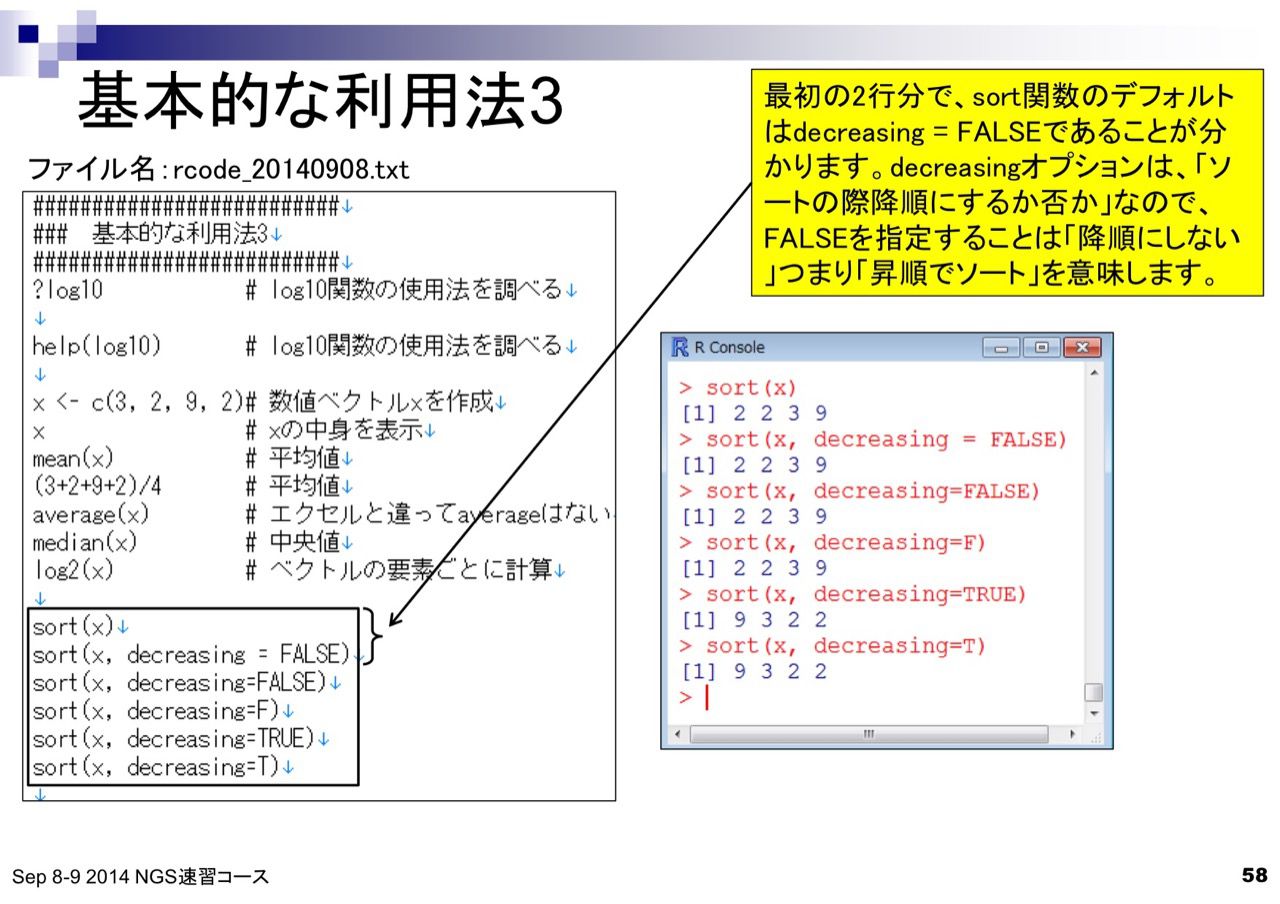 基本的な利用法3
最初の2行分で、sort関数のデフォルト
はdecreasing = FALSEであることが分
かります。decreasingオプションは、「ソ
ートの際降順にするか否か」なので、
FALSEを指定することは「降順にしない
」つまり「昇順でソート」を意味します。
ファイル名：rcode_20140908.txt
##########################↓
### 基本的な利用法3↓
##########################↓
?log10 # log10関数の使用法を調べる↓
↓
help(log10) # log10関数の使用法を調べる↓
↓
x <- c(3, 2, 9, 2)# 数値ベクトルxを作成↓
x # xの中身を表示↓
mean(x) # 平均値↓
(3+2+9+2)/4 # 平均値↓
average(x) # エクセルと違ってaverageはない
median(x) # 中央値↓
log2(x) # ベクトルの要素ごとに計算↓
↓
sort(x)↓
sort(x, decreasing = FALSE)↓
sort(x, decreasing=FALSE)↓
sort(x, decreasing=F)↓
sort(x, decreasing=TRUE)↓
sort(x, decreasing=T)↓
↓
R Console
> sort(x)
[1] 2 2 3 9
> sort(x, decreasing = FALSE)
[1] 2 2 3 9
> sort(x, decreasing=FALSE)
[1] 2 2 3 9
> sort(x, decreasing=F)
[1] 2 2 3 9
> sort(x, decreasing=TRUE)
[1] 9 3 2 2
> sort(x, decreasing=T)
[1] 9 3 2 2
>
Sep 8-9 2014 NGS速習コース
58